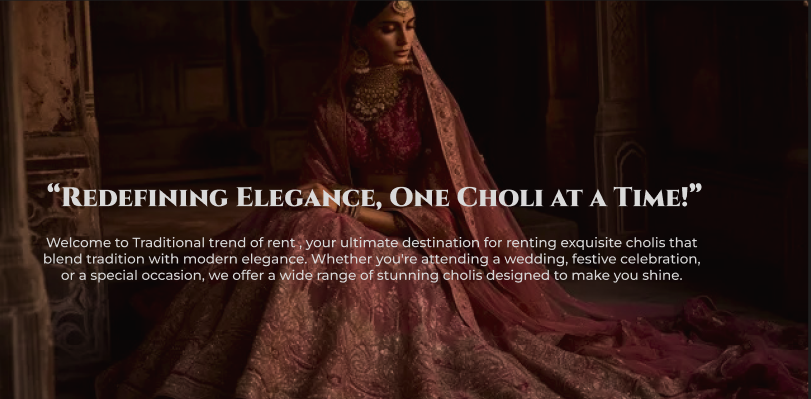 “Redefining Elegance, One Choli at a Time!”
Welcome to Traditional trend of rent , your ultimate destination for renting exquisite cholis that
blend tradition with modern elegance. Whether you're attending a wedding, festive celebration,
or a special occasion, we offer a wide range of stunning cholis designed to make you shine.